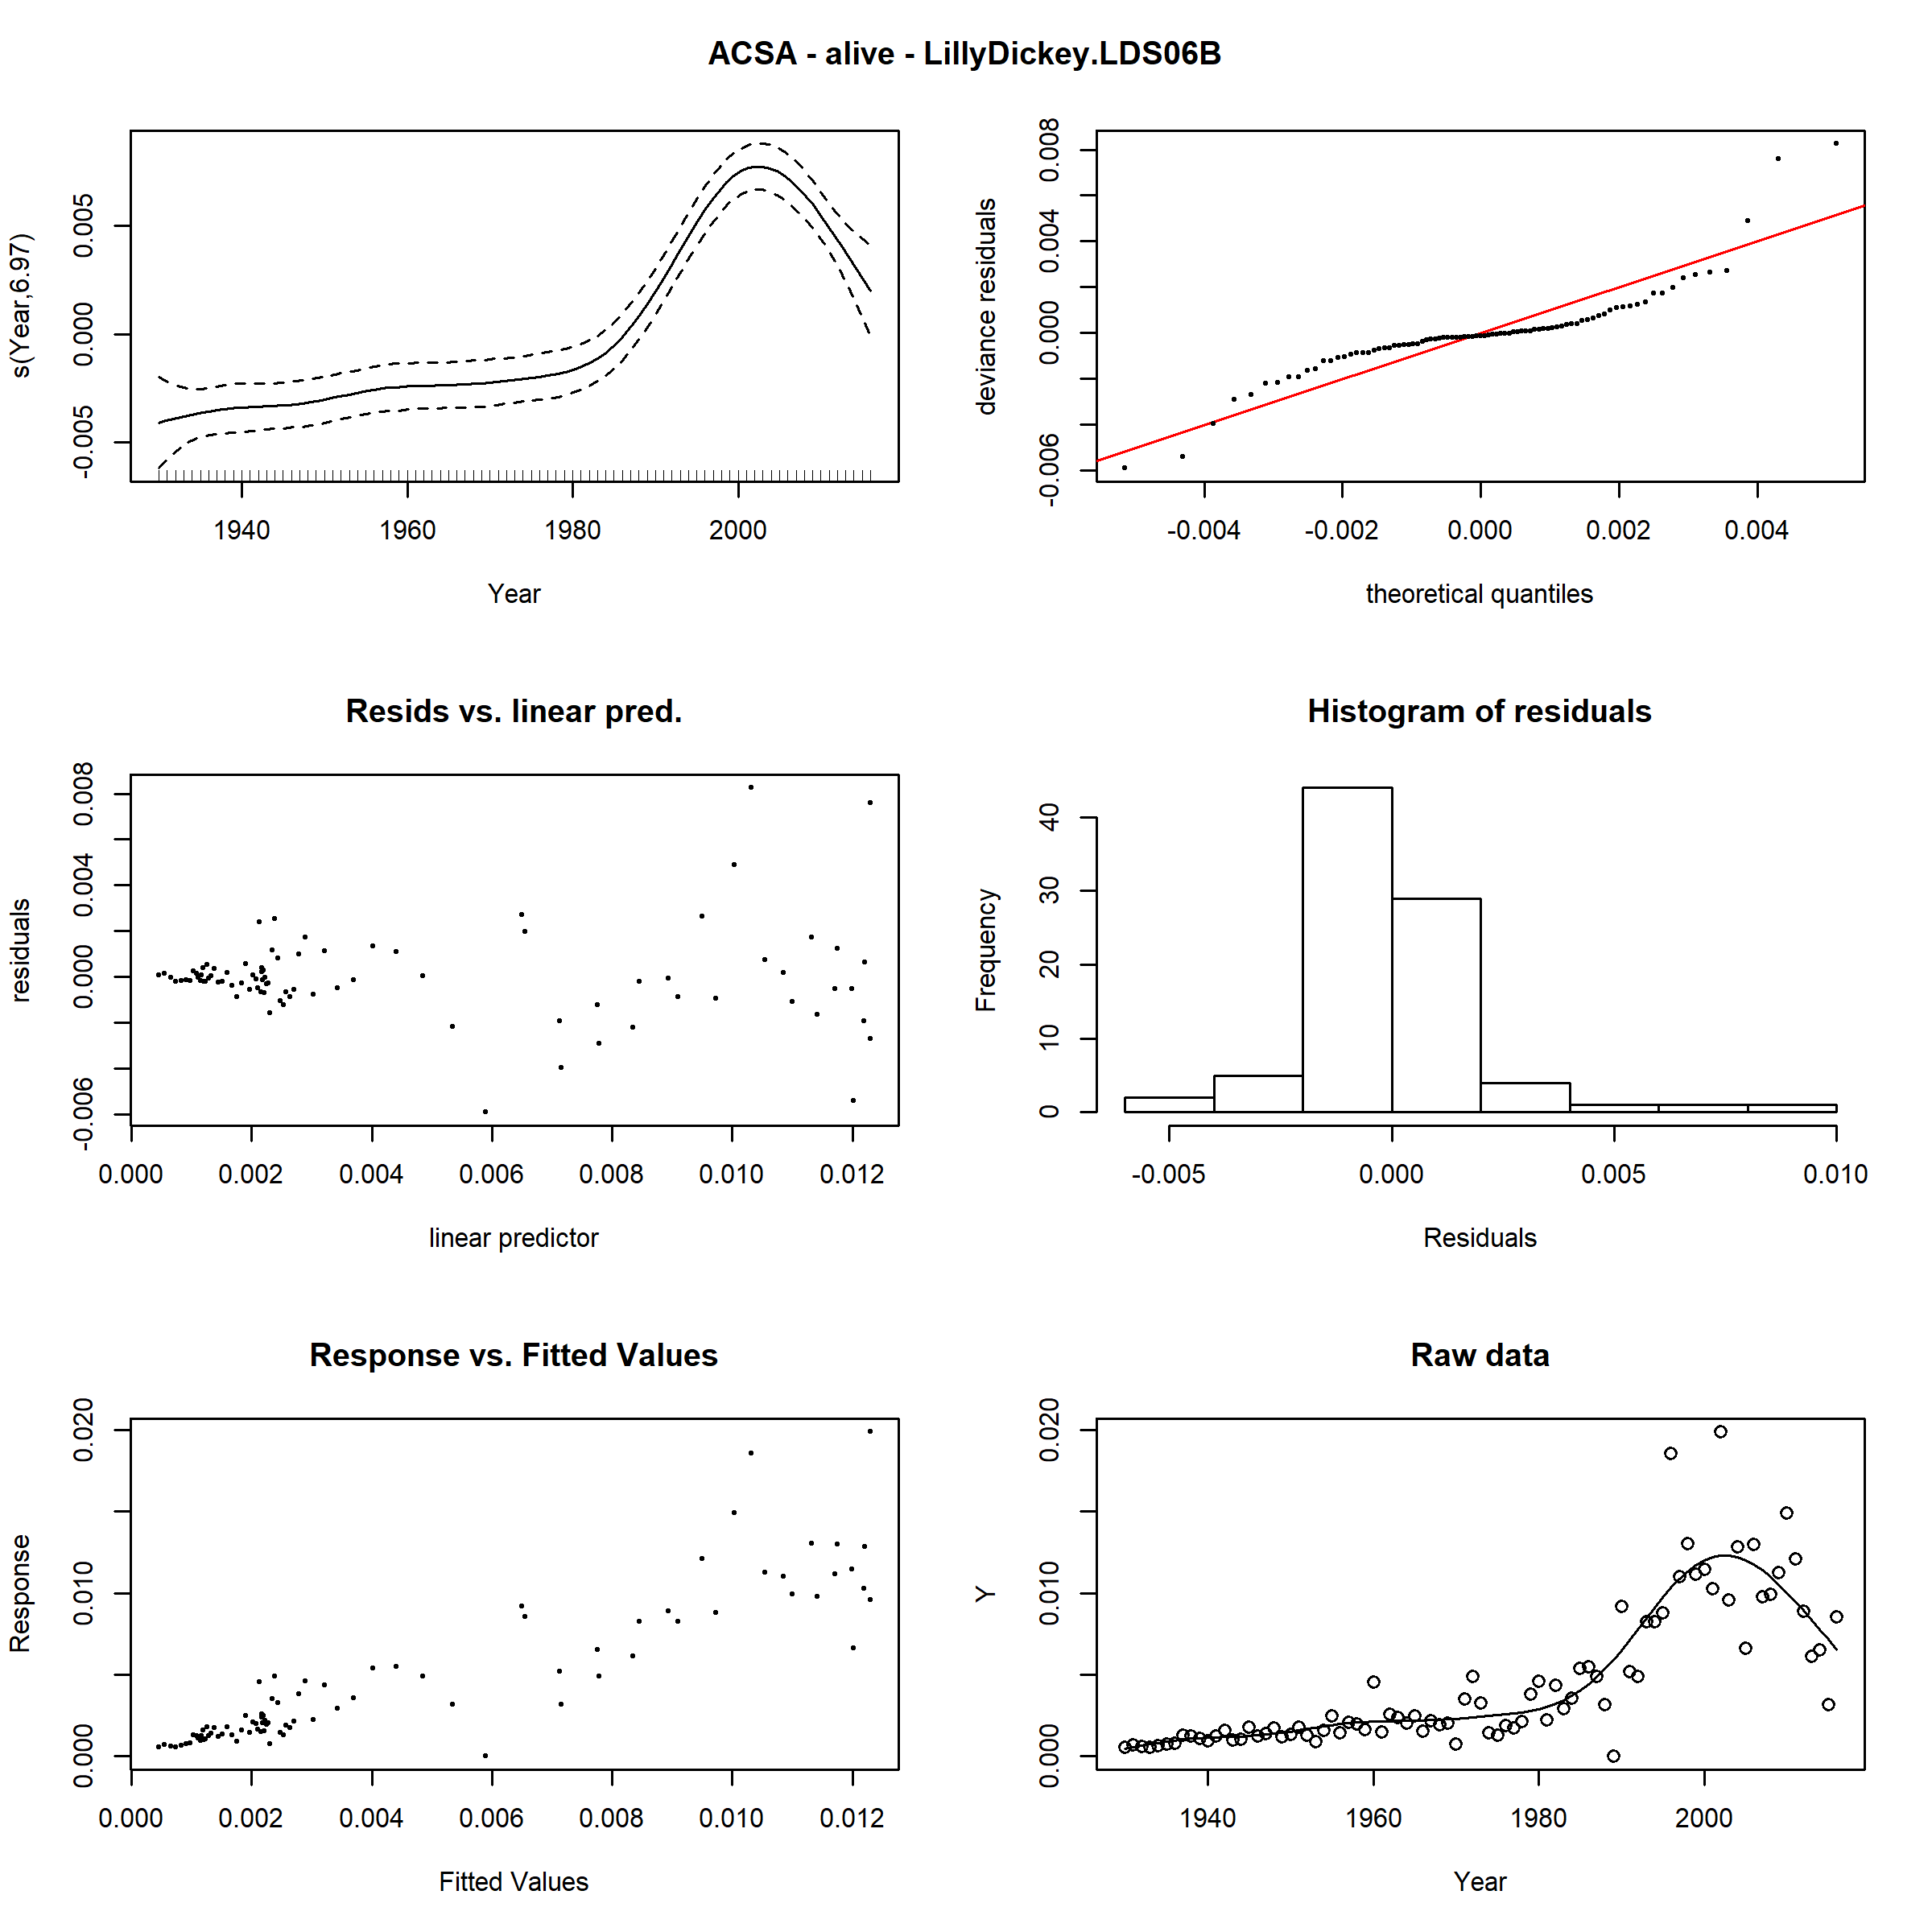 ACSA - alive - LillyDickey.LDS06B
s(Year,6.97)
-0.005 0.000 0.005
1940 1960 1980 2000
Year
deviance residuals
-0.006 0.000 0.004 0.008
-0.004 -0.002 0.000 0.002 0.004
theoretical quantiles
Resids vs. linear pred.
residuals
-0.006 0.000 0.004 0.008
0.000 0.002 0.004 0.006 0.008 0.010 0.012
linear predictor
Histogram of residuals
Frequency
0 10 20 30 40
-0.005 0.000 0.005 0.010
Residuals
Response vs. Fitted Values
Response
0.000 0.010 0.020
0.000 0.002 0.004 0.006 0.008 0.010 0.012
Fitted Values
Raw data
Y
0.000 0.010 0.020
1940 1960 1980 2000
Year